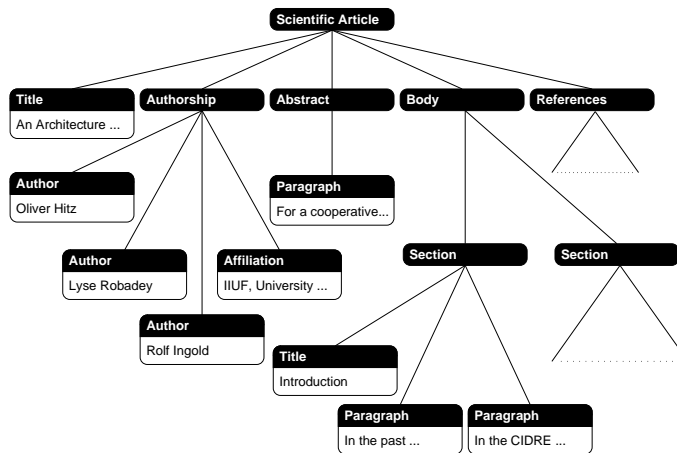 Scientific Article
Title
An Architecture ...
Authorship
Abstract
Body
References
Author
Oliver Hitz
Paragraph
For a cooperative...
Author
Lyse Robadey
Affiliation
IIUF, University ...
Section
Section
Author
Rolf Ingold
Title
Introduction
Paragraph
In the past ...
Paragraph
In the CIDRE ...